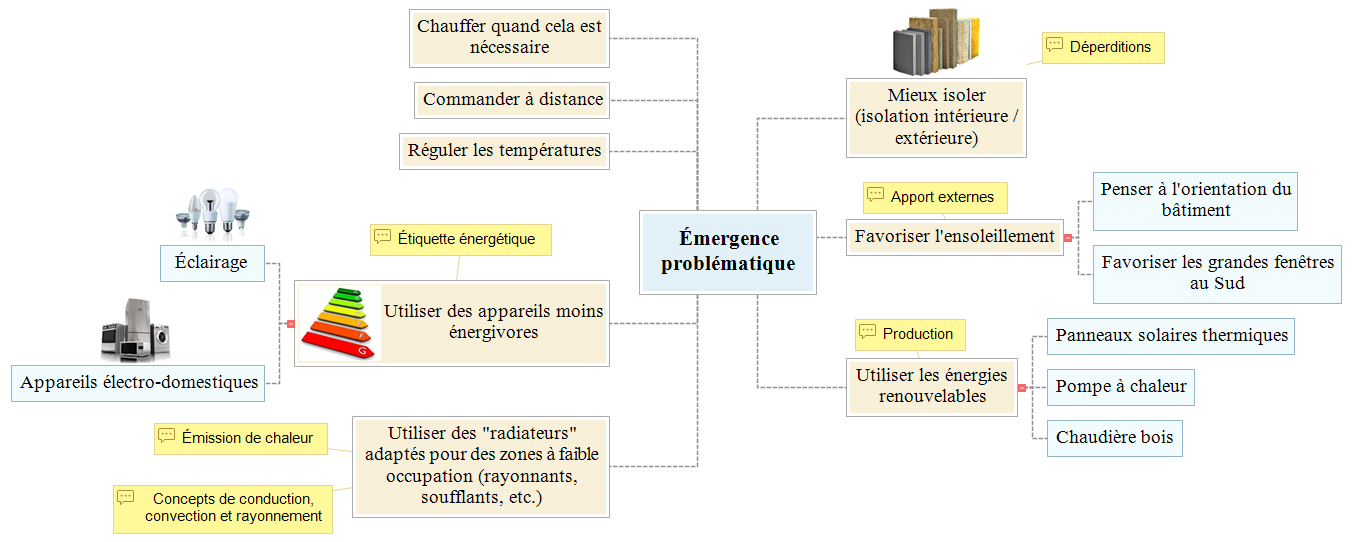 Chauffer quand cela est
nécessaire
Commander à distance
Réguler les températures
Étiquette énergétique
Utiliser des appareils moins
énergivores
G
Éclairage
Appareils électro-domestiques
Utiliser des "radiateurs"
adaptés pour des zones à faible
occupation (rayonnants,
soufflants, etc.)
Émission de chaleur
Concepts de conduction,
convection et rayonnement
Émergence
problématique
Déperditions
Mieux isoler
(isolation intérieure /
extérieure)
Apport externes
Favoriser l'ensoleillement
Penser à l'orientation du
bâtiment
Favoriser les grandes fenêtres
au Sud
Production
Utiliser les énergies
renouvelables
Panneaux solaires thermiques
Pompe à chaleur
Chaudière bois